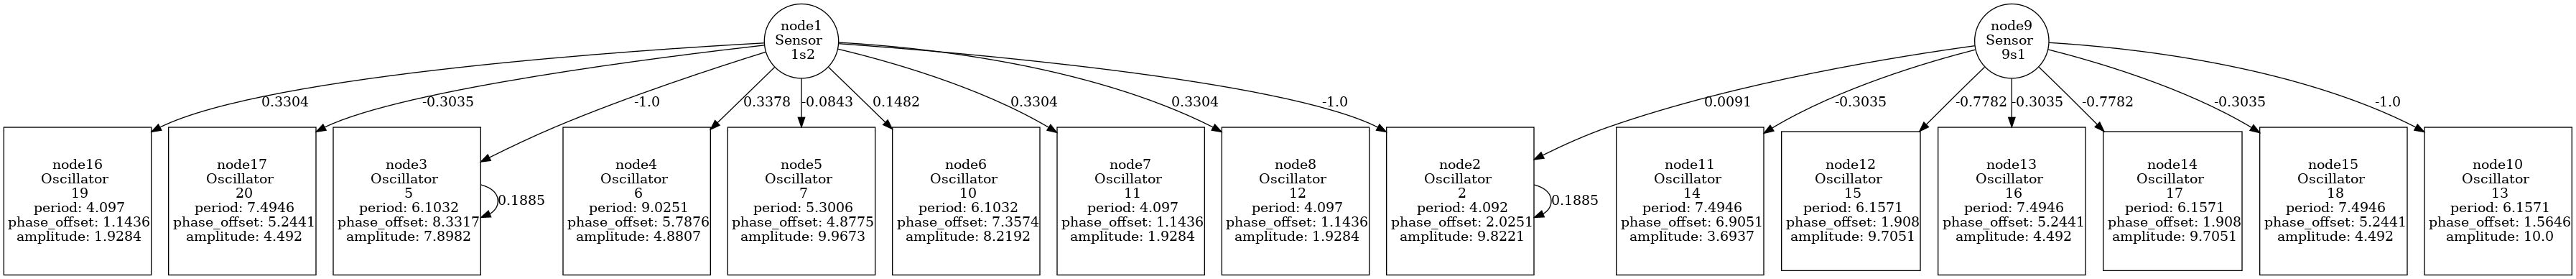 node1
Sensor
1s2
node9
Sensor
9s1
0.3304
-0.3035
-1.0
0.3378
-0.0843
0.1482
0.3304
0.3304
-1.0
0.0091
-0.3035
-0.7782
-0.3035
-0.7782
-0.3035
-1.0
node16
Oscillator
19
period: 4.097
phase_offset: 1.1436
amplitude: 1.9284
node17
Oscillator
20
period: 7.4946
phase_offset: 5.2441
amplitude: 4.492
node3
Oscillator
5
period: 6.1032
phase_offset: 8.3317
amplitude: 7.8982
0.1885
node4
Oscillator
6
period: 9.0251
phase_offset: 5.7876
amplitude: 4.8807
node5
Oscillator
7
period: 5.3006
phase_offset: 4.8775
amplitude: 9.9673
node6
Oscillator
10
period: 6.1032
phase_offset: 7.3574
amplitude: 8.2192
node7
Oscillator
11
period: 4.097
phase_offset: 1.1436
amplitude: 1.9284
node8
Oscillator
12
period: 4.097
phase_offset: 1.1436
amplitude: 1.9284
node2
Oscillator
2
period: 4.092
phase_offset: 2.0251
amplitude: 9.8221
0.1885
node11
Oscillator
14
period: 7.4946
phase_offset: 6.9051
amplitude: 3.6937
node12
Oscillator
15
period: 6.1571
phase_offset: 1.908
amplitude: 9.7051
node13
Oscillator
16
period: 7.4946
phase_offset: 5.2441
amplitude: 4.492
node14
Oscillator
17
period: 6.1571
phase_offset: 1.908
amplitude: 9.7051
node15
Oscillator
18
period: 7.4946
phase_offset: 5.2441
amplitude: 4.492
node10
Oscillator
13
period: 6.1571
phase_offset: 1.5646
amplitude: 10.0